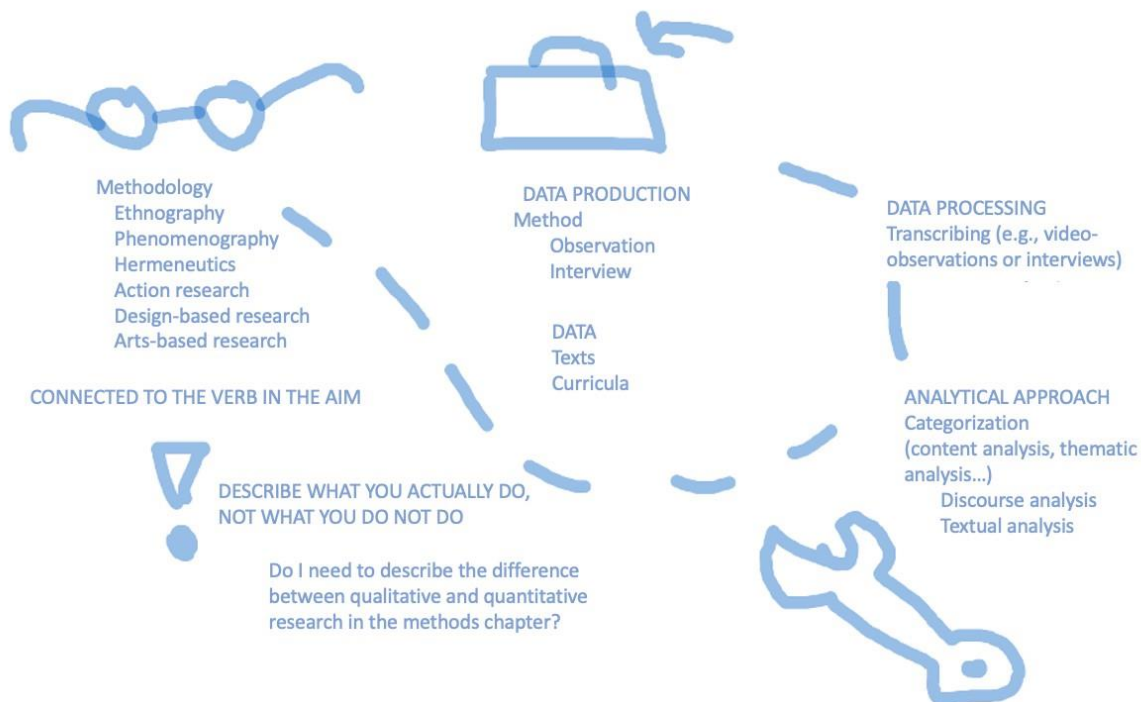 Methodology
Ethnography
Phenomenography
Hermeneutics
Action research
Design-based research
Arts-based research
CONNECTED TO THE VERB IN THE AIM
DESCRIBE WHAT YOU ACTUALLY DO,
NOT WHAT YOU DO NOT DO
Do I need to describe the difference
between qualitative and quantitative
research in the methods chapter?
DATA PRODUCTION
Method
Observation
Interview
DATA
Texts
Curricula
DATA PROCESSING
Transcribing (e.g., video-
observations or interviews)
ANALYTICAL APPROACH
Categorization
(content analysis, thematic
analysis...)
Discourse analysis
Textual analysis